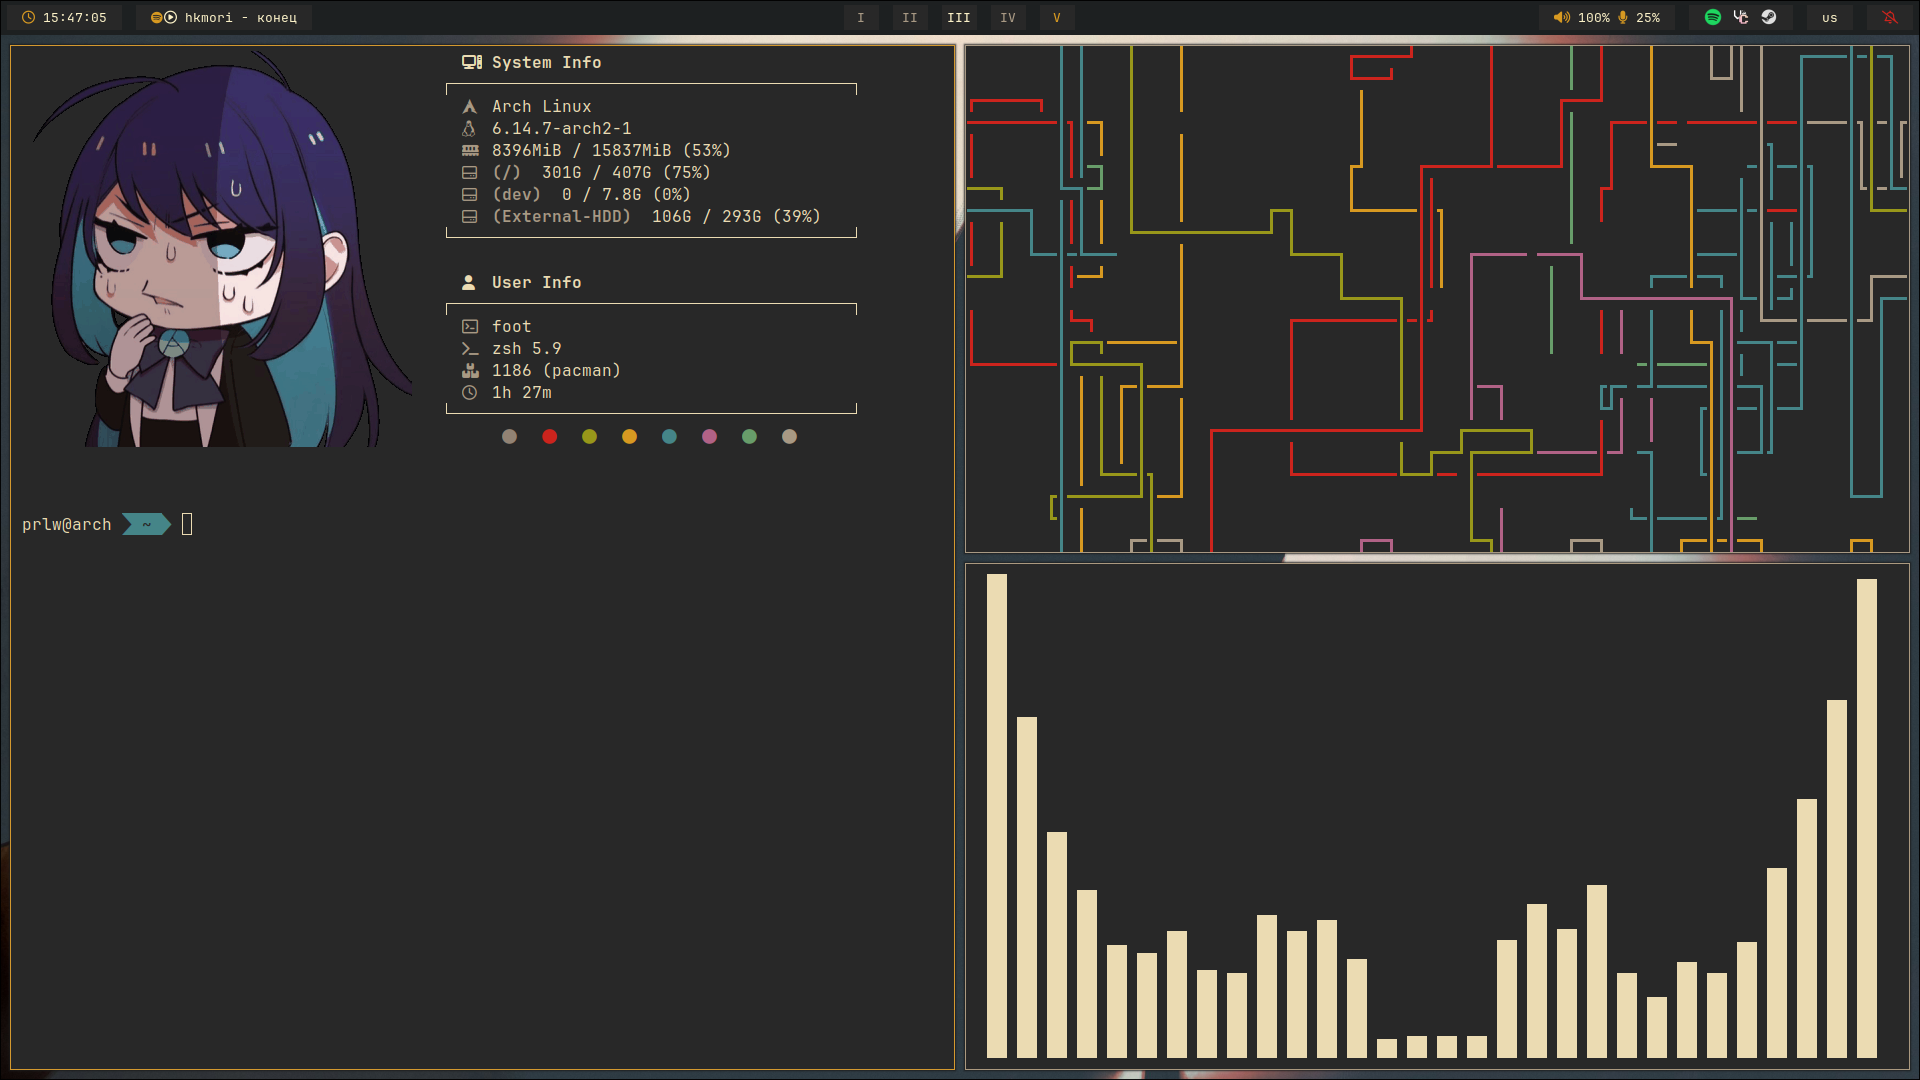 15:47:05
hkmori - конец
I II III IV V
100% 25%
us
System Info
Arch Linux
6.14.7-arch2-1
8396MiB / 15837MiB (53%)
(/) 301G / 407G (75%)
(dev) 0 / 7.8G (0%)
(External-HDD) 106G / 293G (39%)
User Info
foot
zsh 5.9
1186 (pacman)
1h 27m
prlw@arch ~